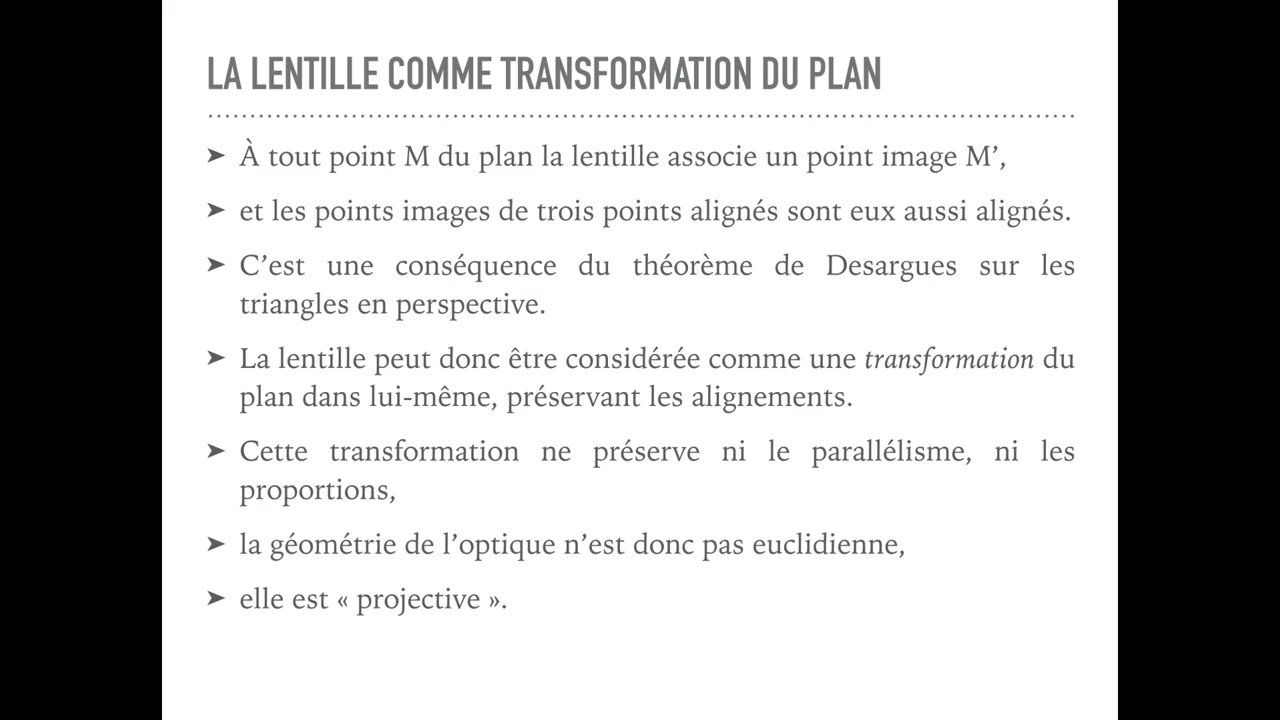 LA LENTILLE COMME TRANSFORMATION DU PLAN
➤ À tout point M du plan la lentille associe un point image M’,
➤ et les points images de trois points alignés sont eux aussi alignés.
➤ C’est une conséquence du théorème de Desargues sur les
triangles en perspective.
➤ La lentille peut donc être considérée comme une transformation du
plan dans lui-même, préservant les alignements.
➤ Cette transformation ne préserve ni le parallélisme, ni les
proportions,
➤ la géométrie de l’optique n’est donc pas euclidienne,
➤ elle est « projective ».